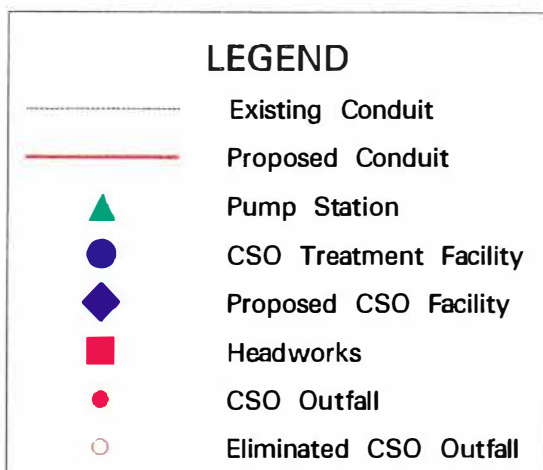 LEGEND
Existing Conduit
Proposed Conduit
Pump Station
CSO Treatment Facility
Proposed CSO Facility
Headworks
CSO Outfall
Eliminated CSO Outfall